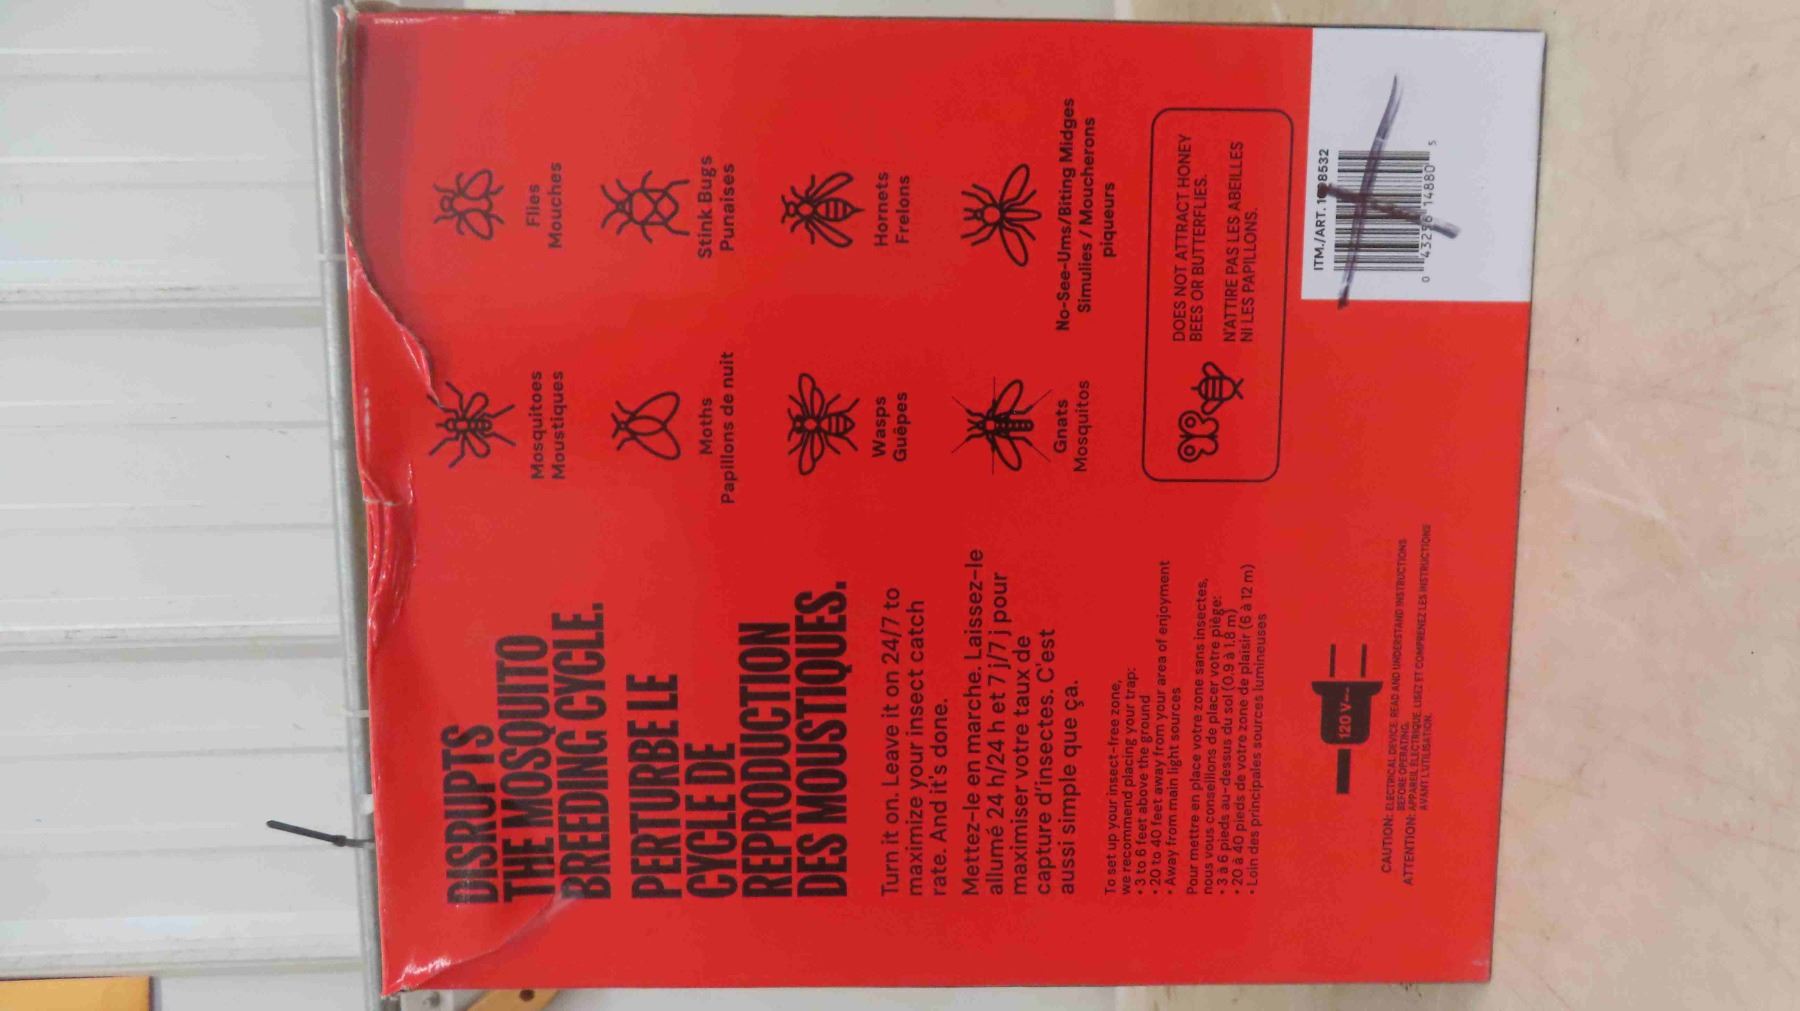 DISRUPTS
THE MOSQUITO
BREEDING CYCLE.
PERTURBE LE
CYCLE DE
REPRODUCTION
DES MOUSTIQUES.
Turn it on. Leave it on 24/7 to
maximize your insect catch
rate. And it's done.
Mettez-le en marche. Laissez-le
allumé 24 h/24 h et 7 j/7 j pour
maximiser votre taux de
capture d'insectes. C'est
aussi simple que ça.
To set up your insect-free zone,
we recommend placing your trap:
• 3 to 6 feet above the ground
• 20 to 40 feet away from your area of enjoyment
• Away from main light sources
Pour mettre en place votre zone sans insectes,
nous vous conseillons de placer votre piège:
• 3 à 6 pieds au-dessus du sol (0.9 à 1.8 m)
• 20 à 40 pieds de votre zone de plaisir (6 à 12 m)
• Loin des principales sources lumineuses
120 V~
CAUTION: ELECTRICAL DEVICE. READ AND UNDERSTAND INSTRUCTIONS
BEFORE OPERATING.
ATTENTION: APPAREIL ÉLECTRIQUE. LISEZ ET COMPRENEZ LES INSTRUCTIONS
AVANT L'UTILISATION.
Mosquitoes
Moustiques
Flies
Mouches
Moths
Papillons de nuit
Stink Bugs
Punaises
Wasps
Guêpes
Hornets
Frelons
Gnats
Mosquitos
No-See-Ums/Biting Midges
Simulies / Moucherons
piqueurs
DOES NOT ATTRACT HONEY
BEES OR BUTTERFLIES.
N'ATTIRE PAS LES ABEILLES
NI LES PAPILLONS.
ITM./ART.
0 14880 5